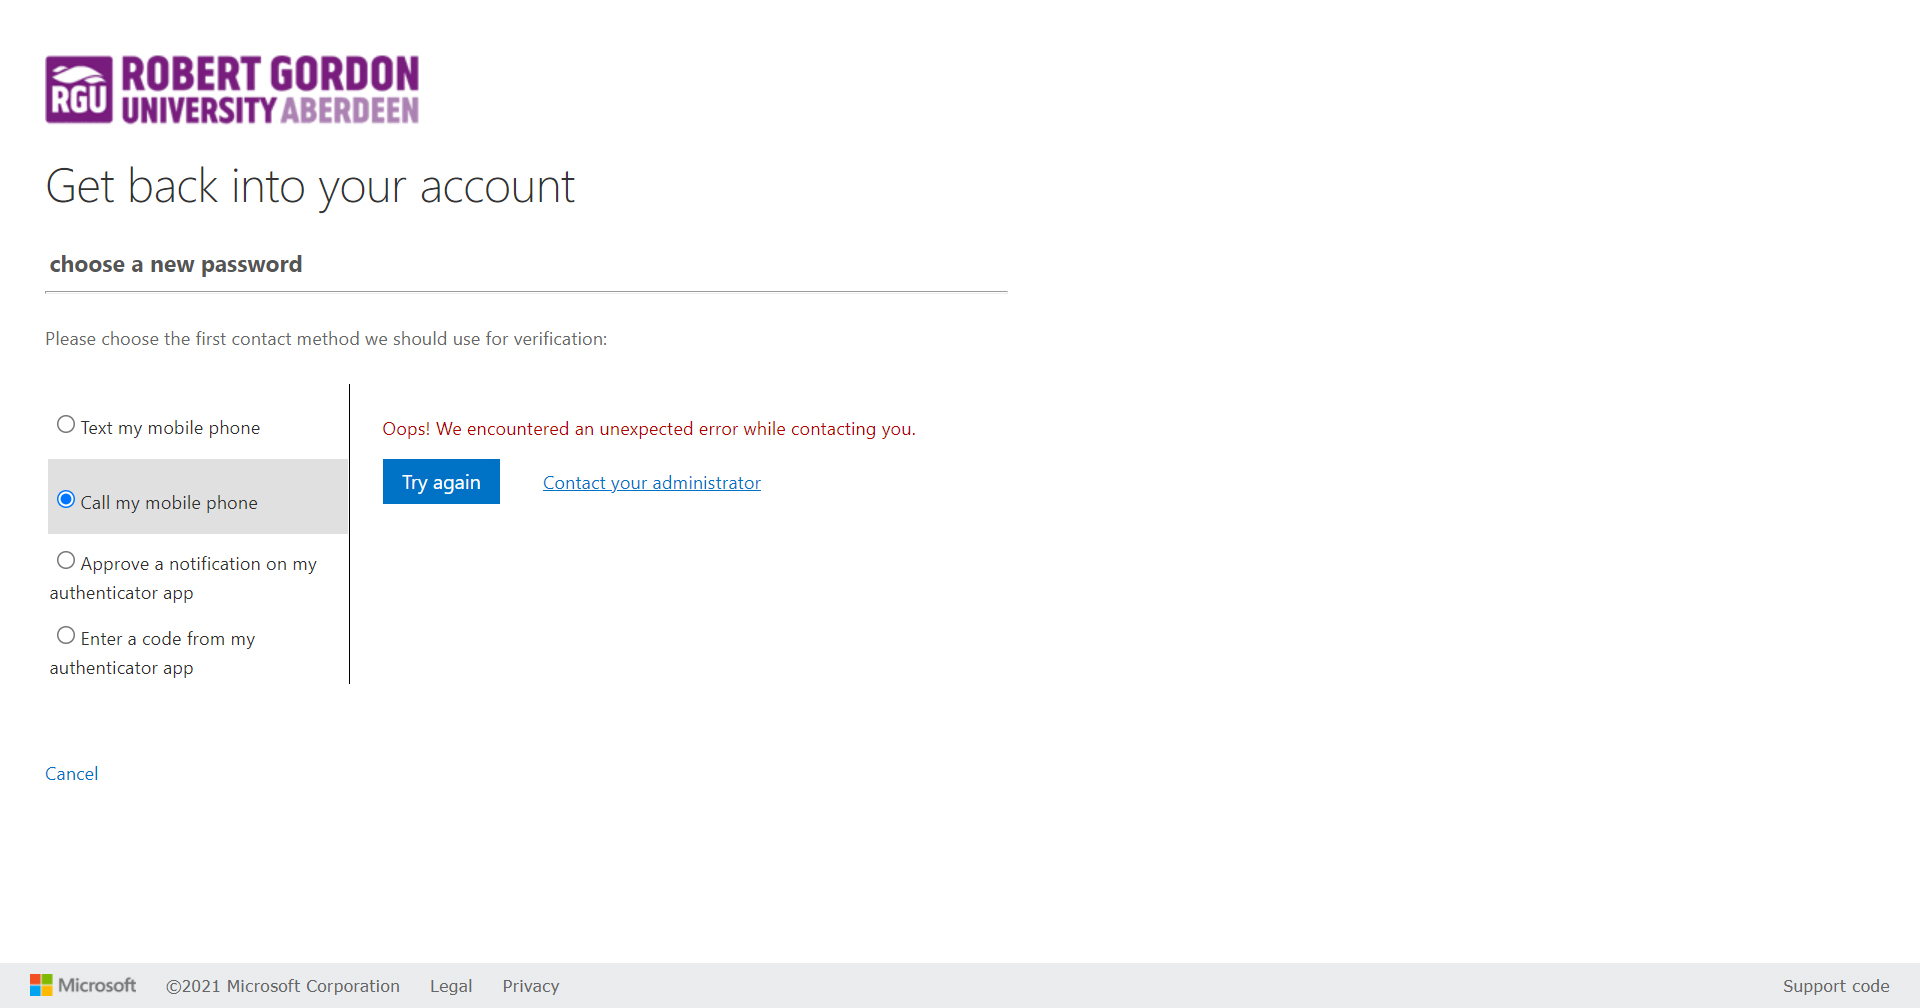 RGU ROBERT GORDON
UNIVERSITY ABERDEEN
Get back into your account
choose a new password
Please choose the first contact method we should use for verification:
Text my mobile phone
Oops! We encountered an unexpected error while contacting you.
Call my mobile phone
Try again
Contact your administrator
Approve a notification on my
authenticator app
Enter a code from my
authenticator app
Cancel
Microsoft ©2021 Microsoft Corporation Legal Privacy Support code